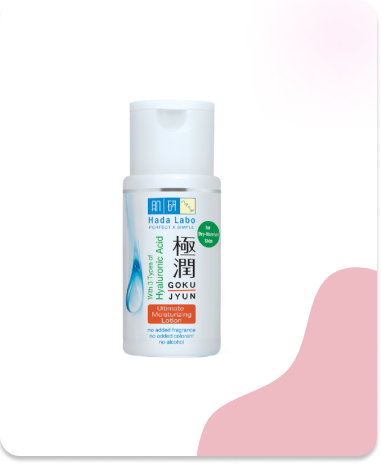 肌研
Hada Labo
PERFECT X SIMPLE
for
Dry-Normal
Skin
With 3 Types of
Hyaluronic Acid
極潤
GOKU
JYUN
Ultimate
Moisturizing
Lotion
no added fragrance
no added colorant
no alcohol